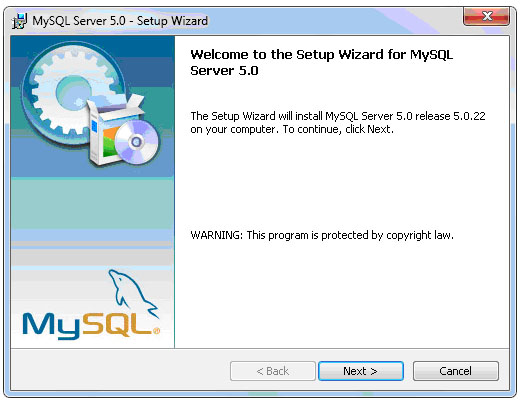 MySQL Server 5.0 - Setup Wizard
Welcome to the Setup Wizard for MySQL
Server 5.0
The Setup Wizard will install MySQL Server 5.0 release 5.0.22
on your computer. To continue, click Next.
WARNING: This program is protected by copyright law.
MySQL®
< Back
Next >
Cancel